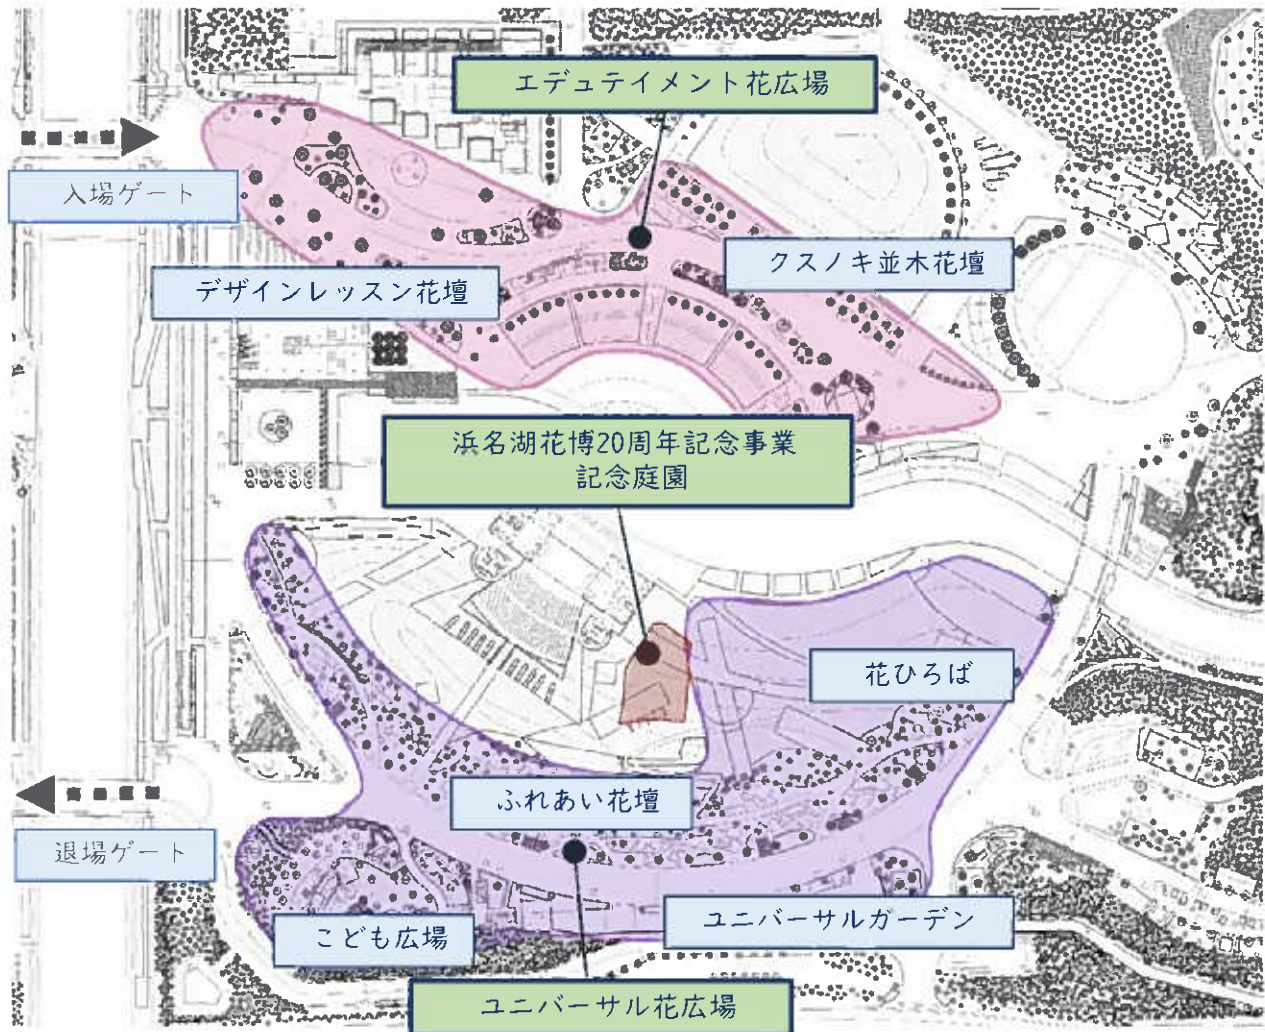 エデュテイメント花広場
入場ゲート
クスノキ並木花壇
デザインレッスン花壇
浜名湖花博20周年記念事業
記念庭園
花ひろば
ふれあい花壇
退場ゲート
ユニバーサルガーデン
こども広場
ユニバーサル花広場